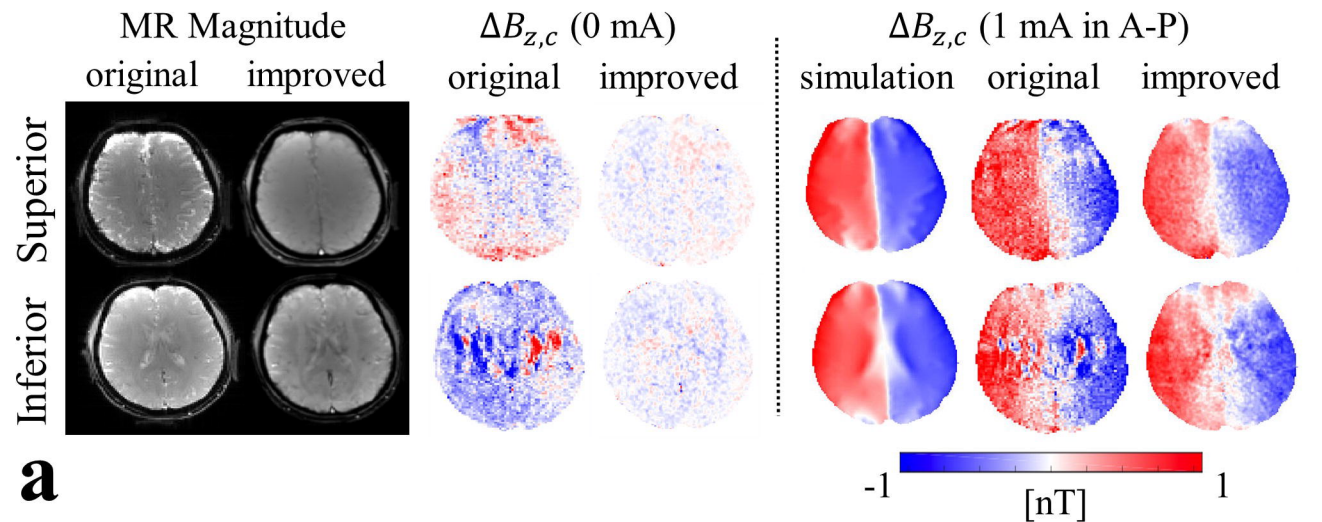 MR Magnitude
original improved
ΔB_{z,c} (0 mA)
original improved
ΔB_{z,c} (1 mA in A-P)
simulation original improved
Superior
Inferior
a
-1 1
[nT]